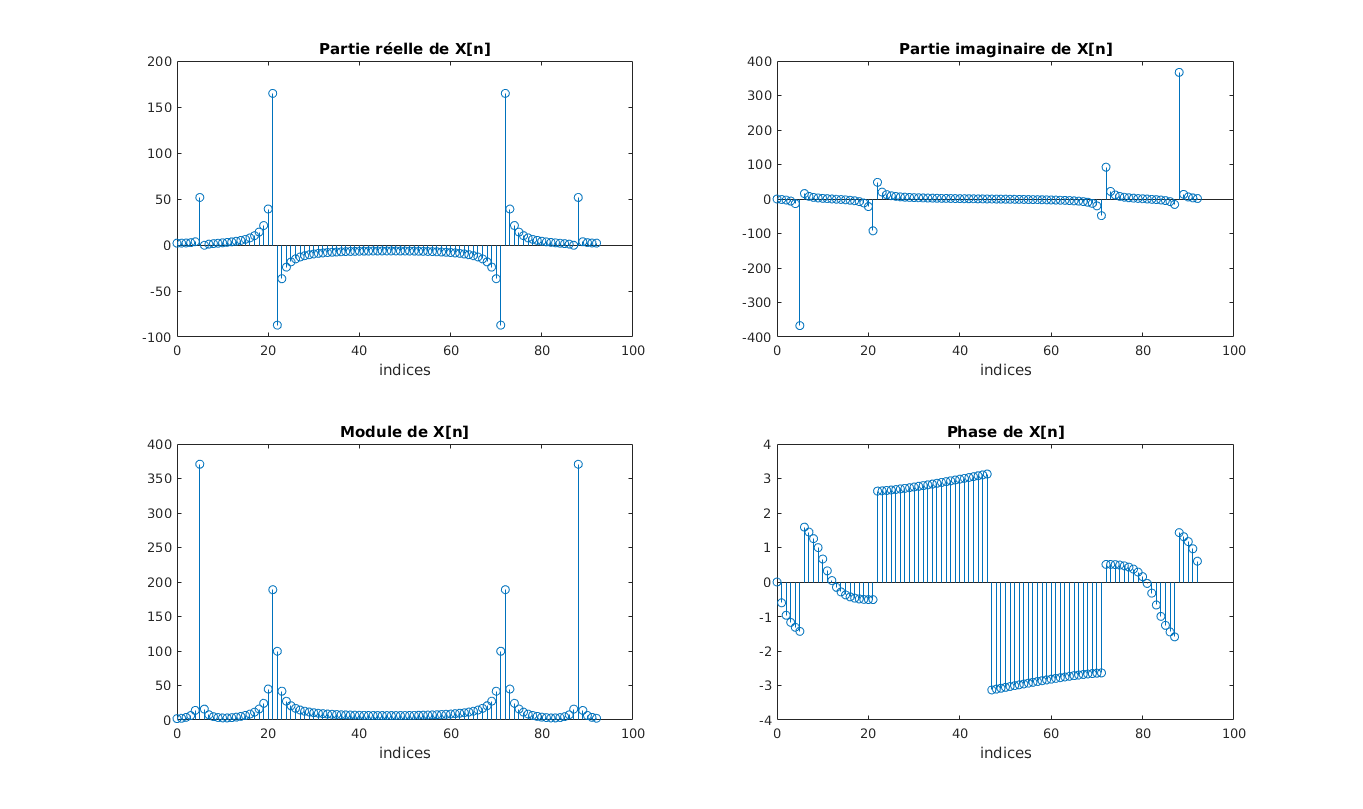 Partie réelle de X[n]
200
150
100
50
0
-50
-100
0 20 40 60 80 100
indices
Partie imaginaire de X[n]
400
300
200
100
0
-100
-200
-300
-400
0 20 40 60 80 100
indices
Module de X[n]
400
350
300
250
200
150
100
50
0
0 20 40 60 80 100
indices
Phase de X[n]
4
3
2
1
0
-1
-2
-3
-4
0 20 40 60 80 100
indices